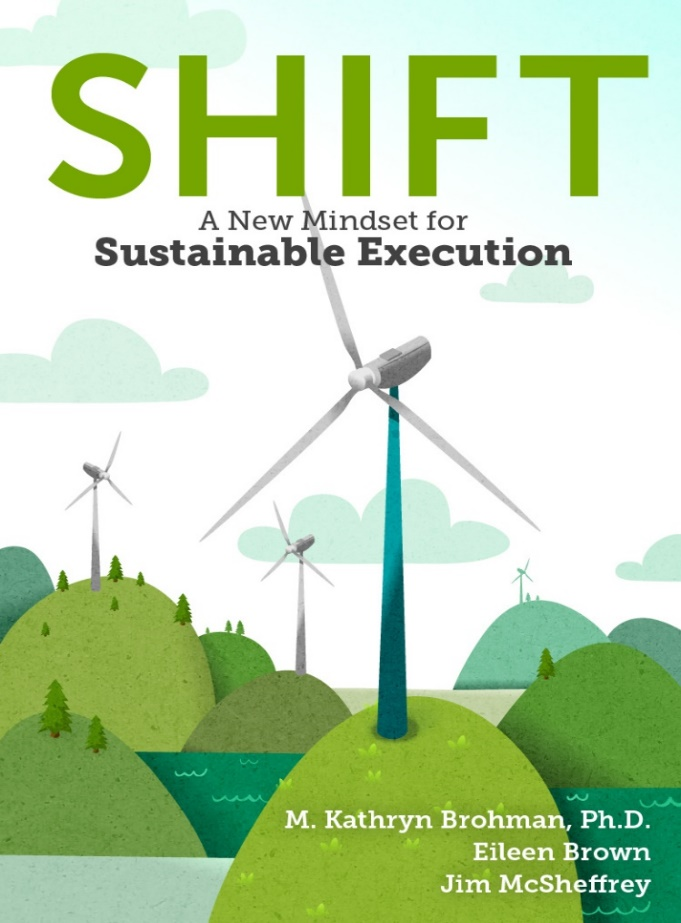 SHIFT
A New Mindset for
Sustainable Execution
M. Kathryn Brohman, Ph.D.
Eileen Brown
Jim McSheffrey